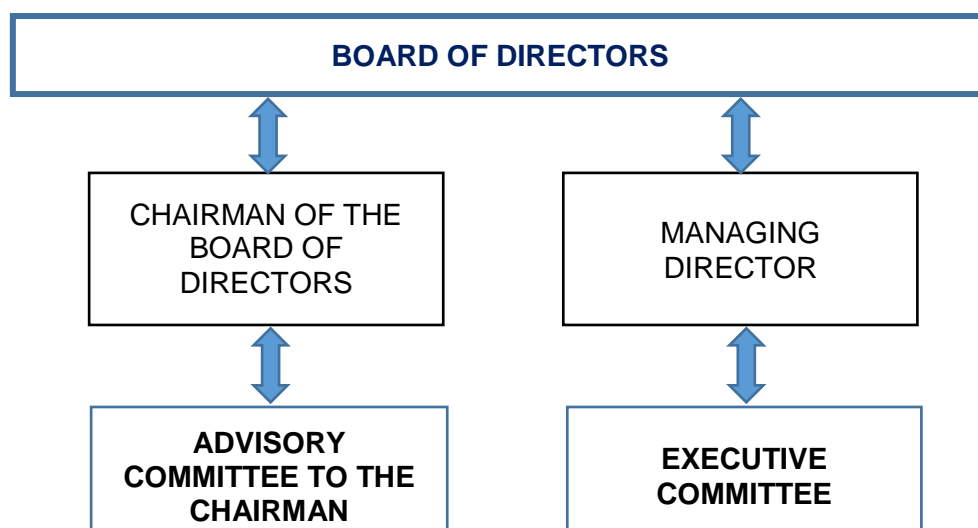 BOARD OF DIRECTORS
CHAIRMAN OF THE
BOARD OF
DIRECTORS
MANAGING
DIRECTOR
ADVISORY
COMMITTEE TO THE
CHAIRMAN
EXECUTIVE
COMMITTEE